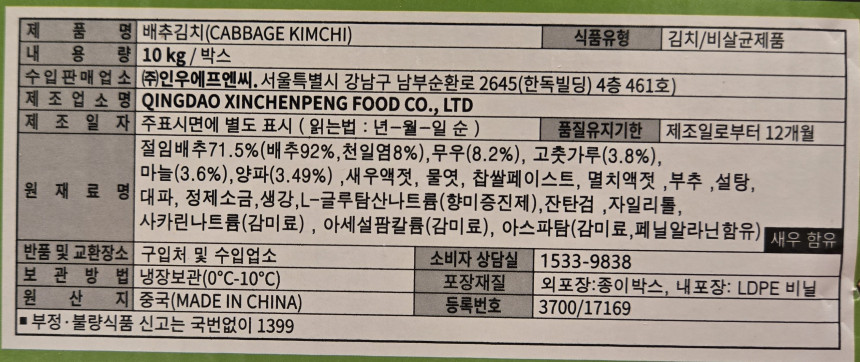 제품명 배추김치(CABBAGE KIMCHI) 식품유형 김치/비살균제품
내용량 10 kg / 박스
수입판매업소 ㈜인우에프엔씨. 서울특별시 강남구 남부순환로 2645(한독빌딩) 4층 461호)
제조업소명 QINGDAO XINCHENPENG FOOD CO., LTD
제조일자 주표시면에 별도 표시 ( 읽는법 : 년-월-일 순 ) 품질유지기한 제조일로부터 12개월
원재료명 절임배추71.5%(배추92%,천일염8%),무우(8.2%), 고춧가루(3.8%),
마늘(3.6%),양파(3.49%) ,새우액젓, 물엿, 찹쌀페이스트, 멸치액젓 ,부추 ,설탕,
대파, 정제소금,생강,L-글루탐산나트륨(향미증진제),잔탄검 ,자일리톨,
사카린나트륨(감미료) , 아세설팜칼륨(감미료), 아스파탐(감미료,페닐알라닌함유)
새우 함유
반품 및 교환장소 구입처 및 수입업소 소비자 상담실 1533-9838
보관방법 냉장보관(0°C-10°C) 포장재질 외포장:종이박스, 내포장: LDPE 비닐
원산지 중국(MADE IN CHINA) 등록번호 3700/17169
■ 부정·불량식품 신고는 국번없이 1399